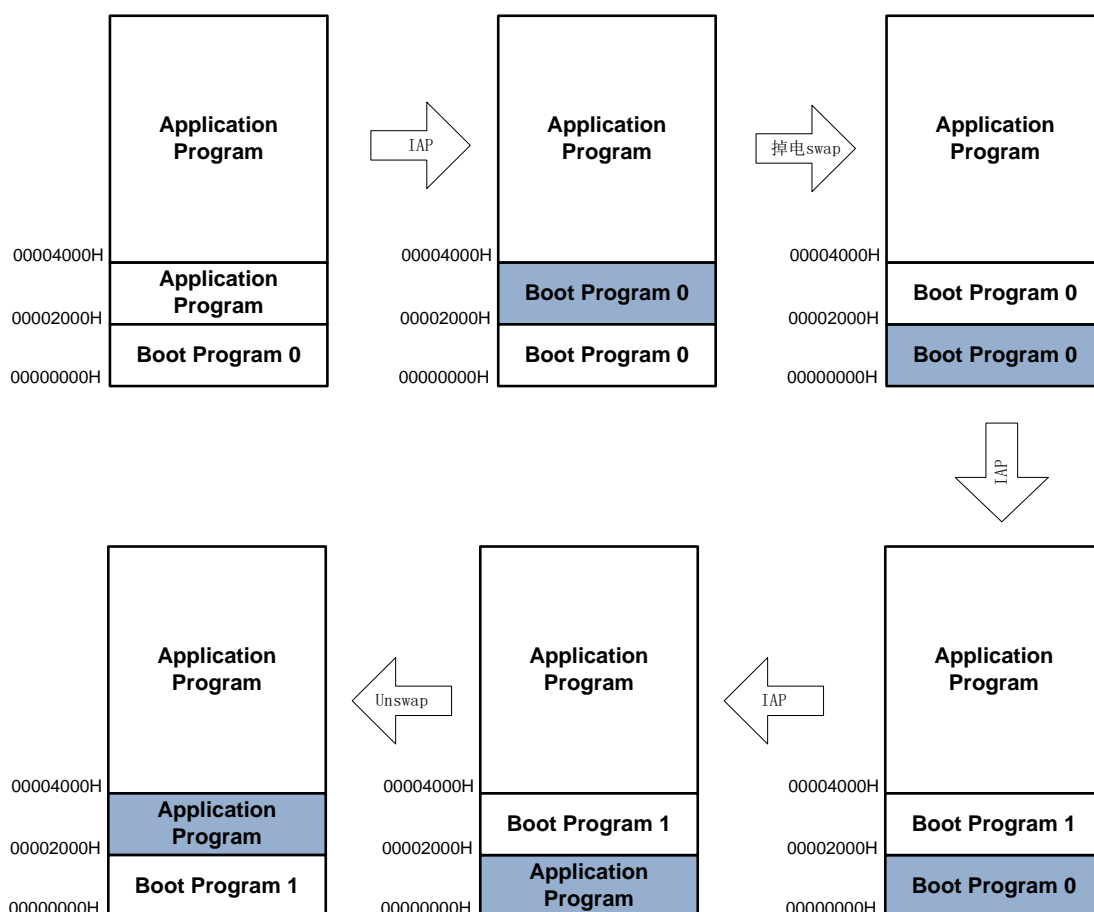 Application
Program
00004000H
Application
Program
00002000H
Boot Program 0
00000000H
IAP
Application
Program
00004000H
Boot Program 0
00002000H
Boot Program 0
00000000H
掉电swap
Application
Program
00004000H
Boot Program 0
00002000H
Boot Program 0
00000000H
IAP
Application
Program
00004000H
Boot Program 1
00002000H
Boot Program 0
00000000H
IAP
Application
Program
00004000H
Boot Program 1
00002000H
Application
Program
00000000H
Unswap
Application
Program
00004000H
Application
Program
00002000H
Boot Program 1
00000000H